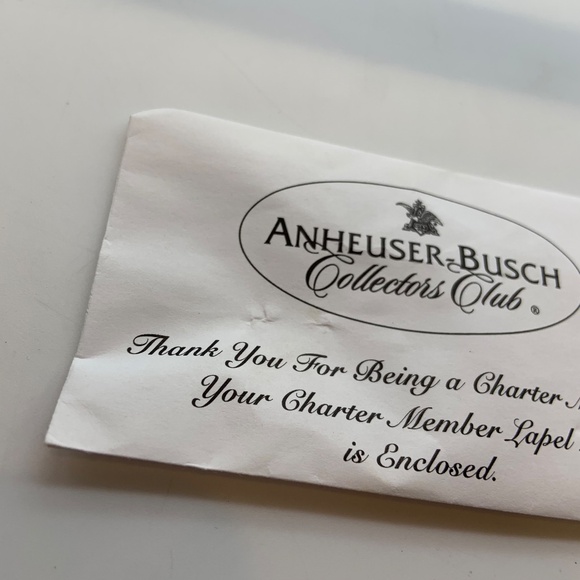 ANHEUSER-BUSCH
Collectors Club ®
Thank You For Being a Charter
Your Charter Member Lapel
is Enclosed.